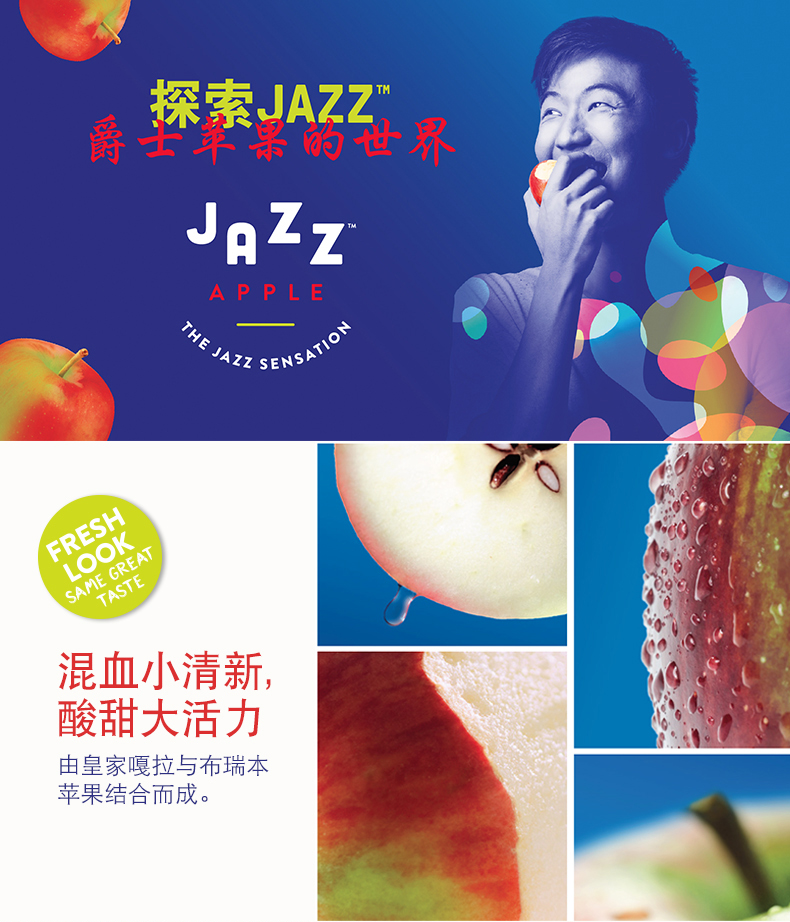 探索JAZZ™
爵士苹果的世界
JAZZ™
APPLE
THE JAZZ SENSATION
FRESH
LOOK
SAME GREAT
TASTE
混血小清新,
酸甜大活力
由皇家嘎拉与布瑞本
苹果结合而成。